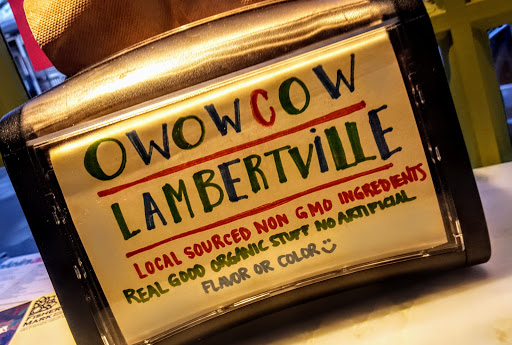 OWOWCOW
LAMBERTViLLE
LOCAL SOURCED NON GMO INGREDIENTS
REAL GOOD ORGANIC STUFF NO ARTIFICIAL
FLAVOR OR COLOR :)